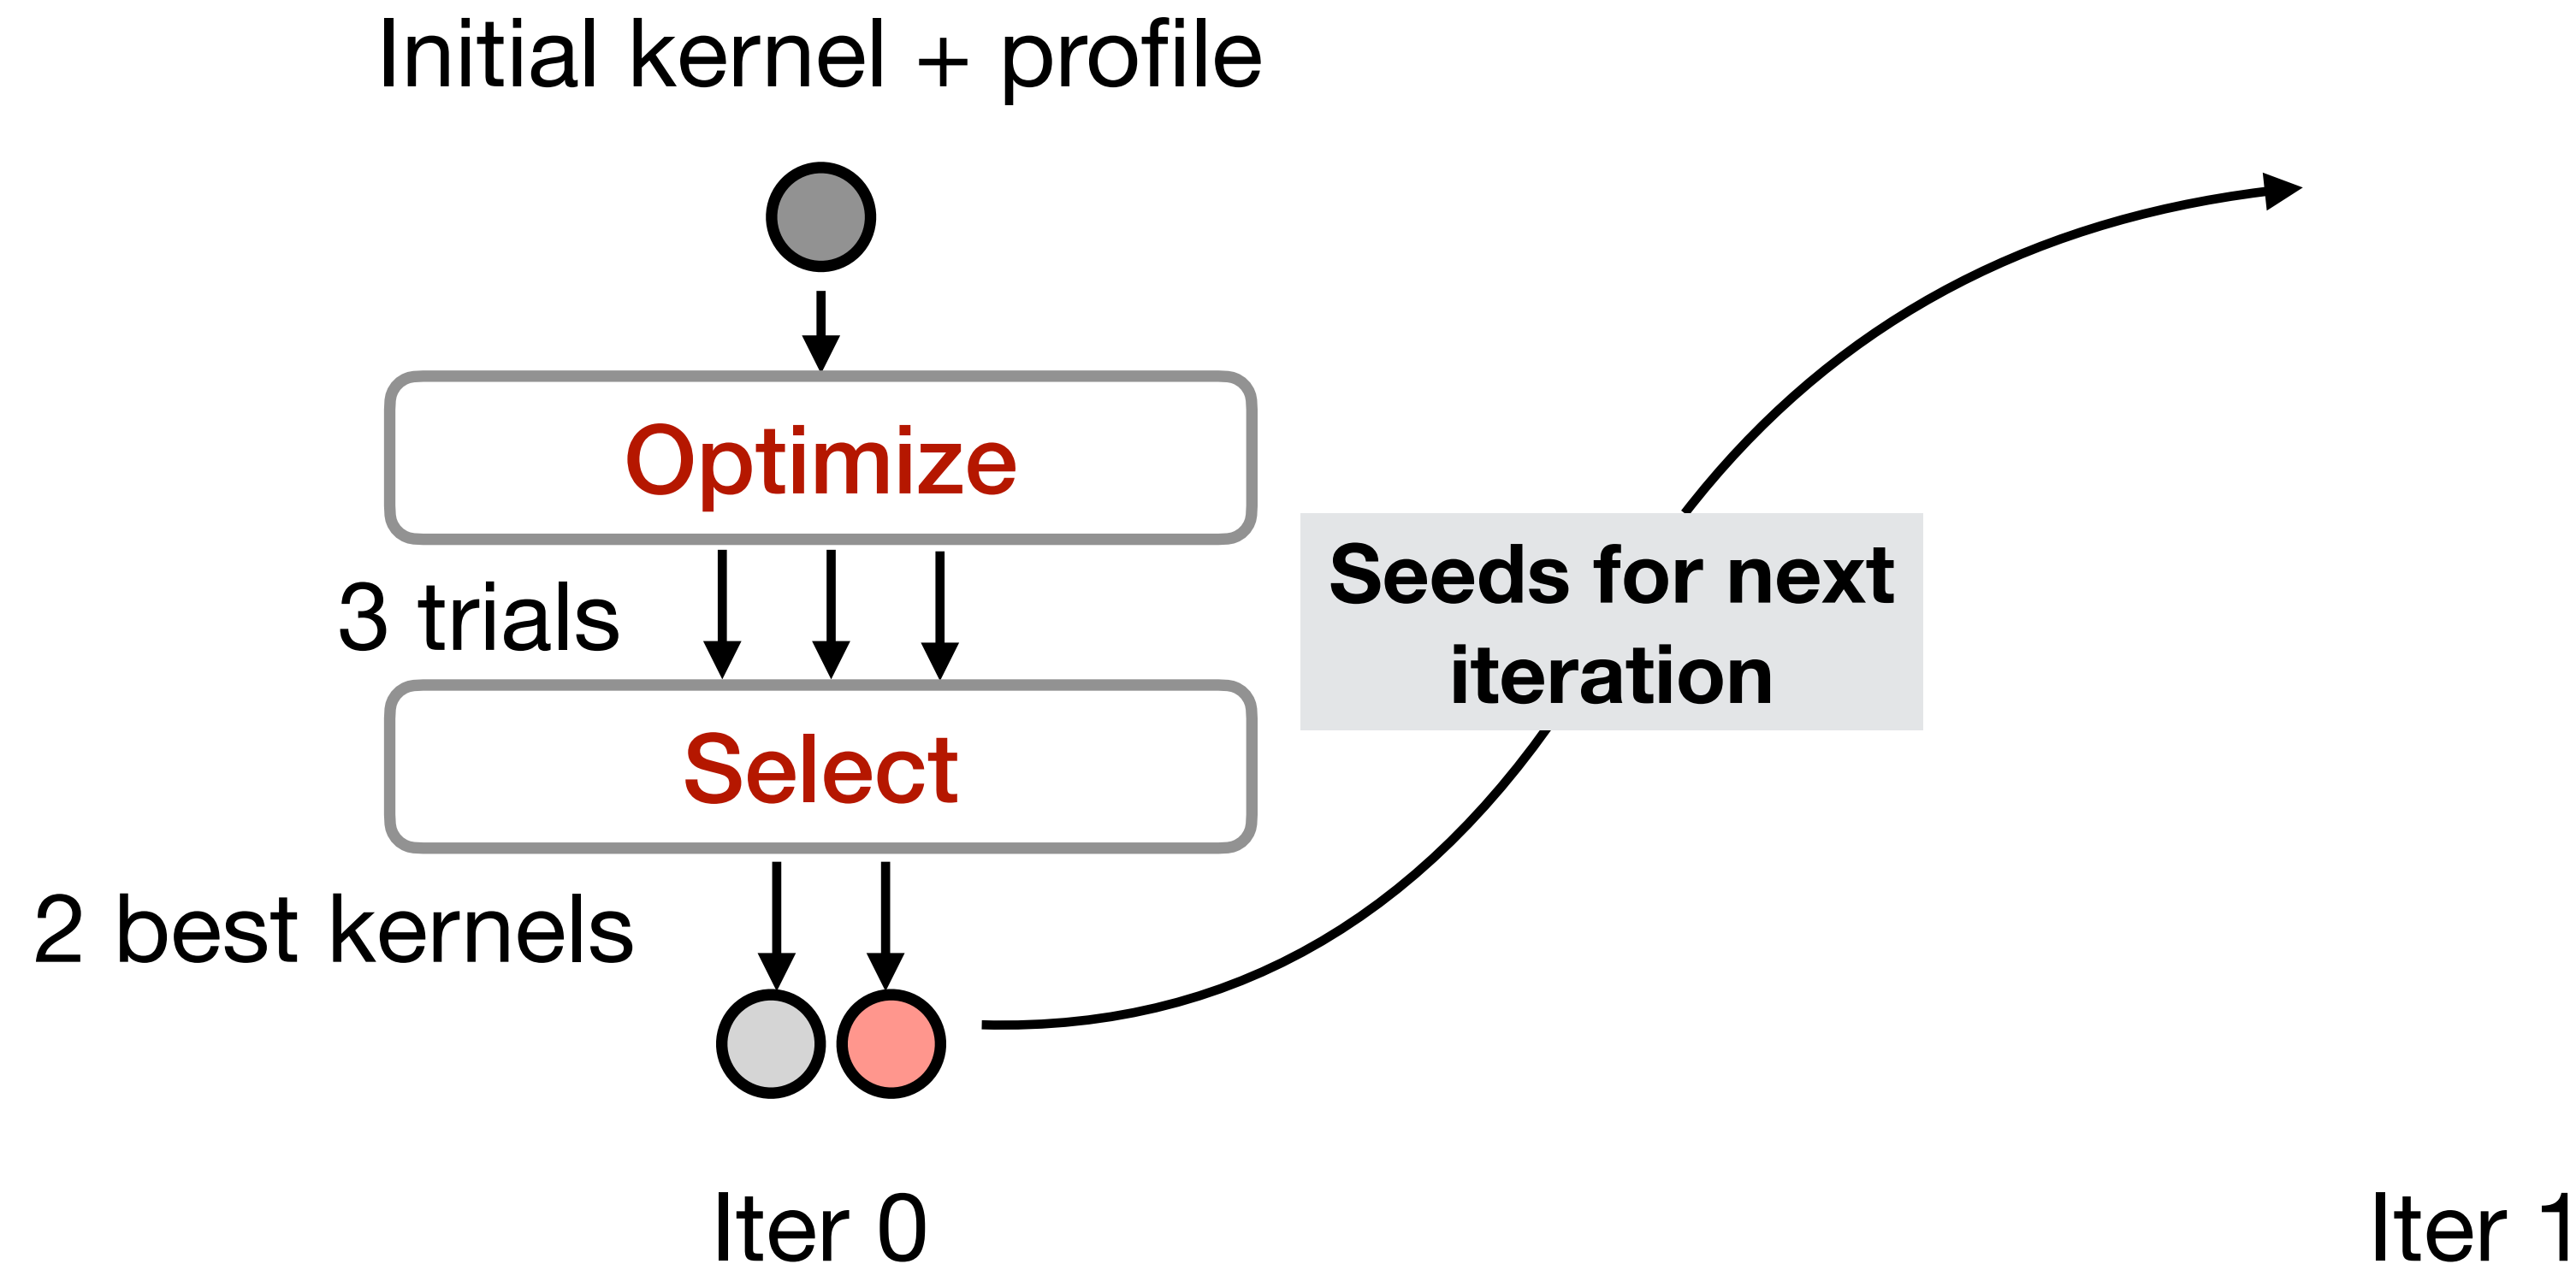 Initial kernel + profile
Optimize
3 trials
Seeds for next
iteration
Select
2 best kernels
Iter 0
Iter 1